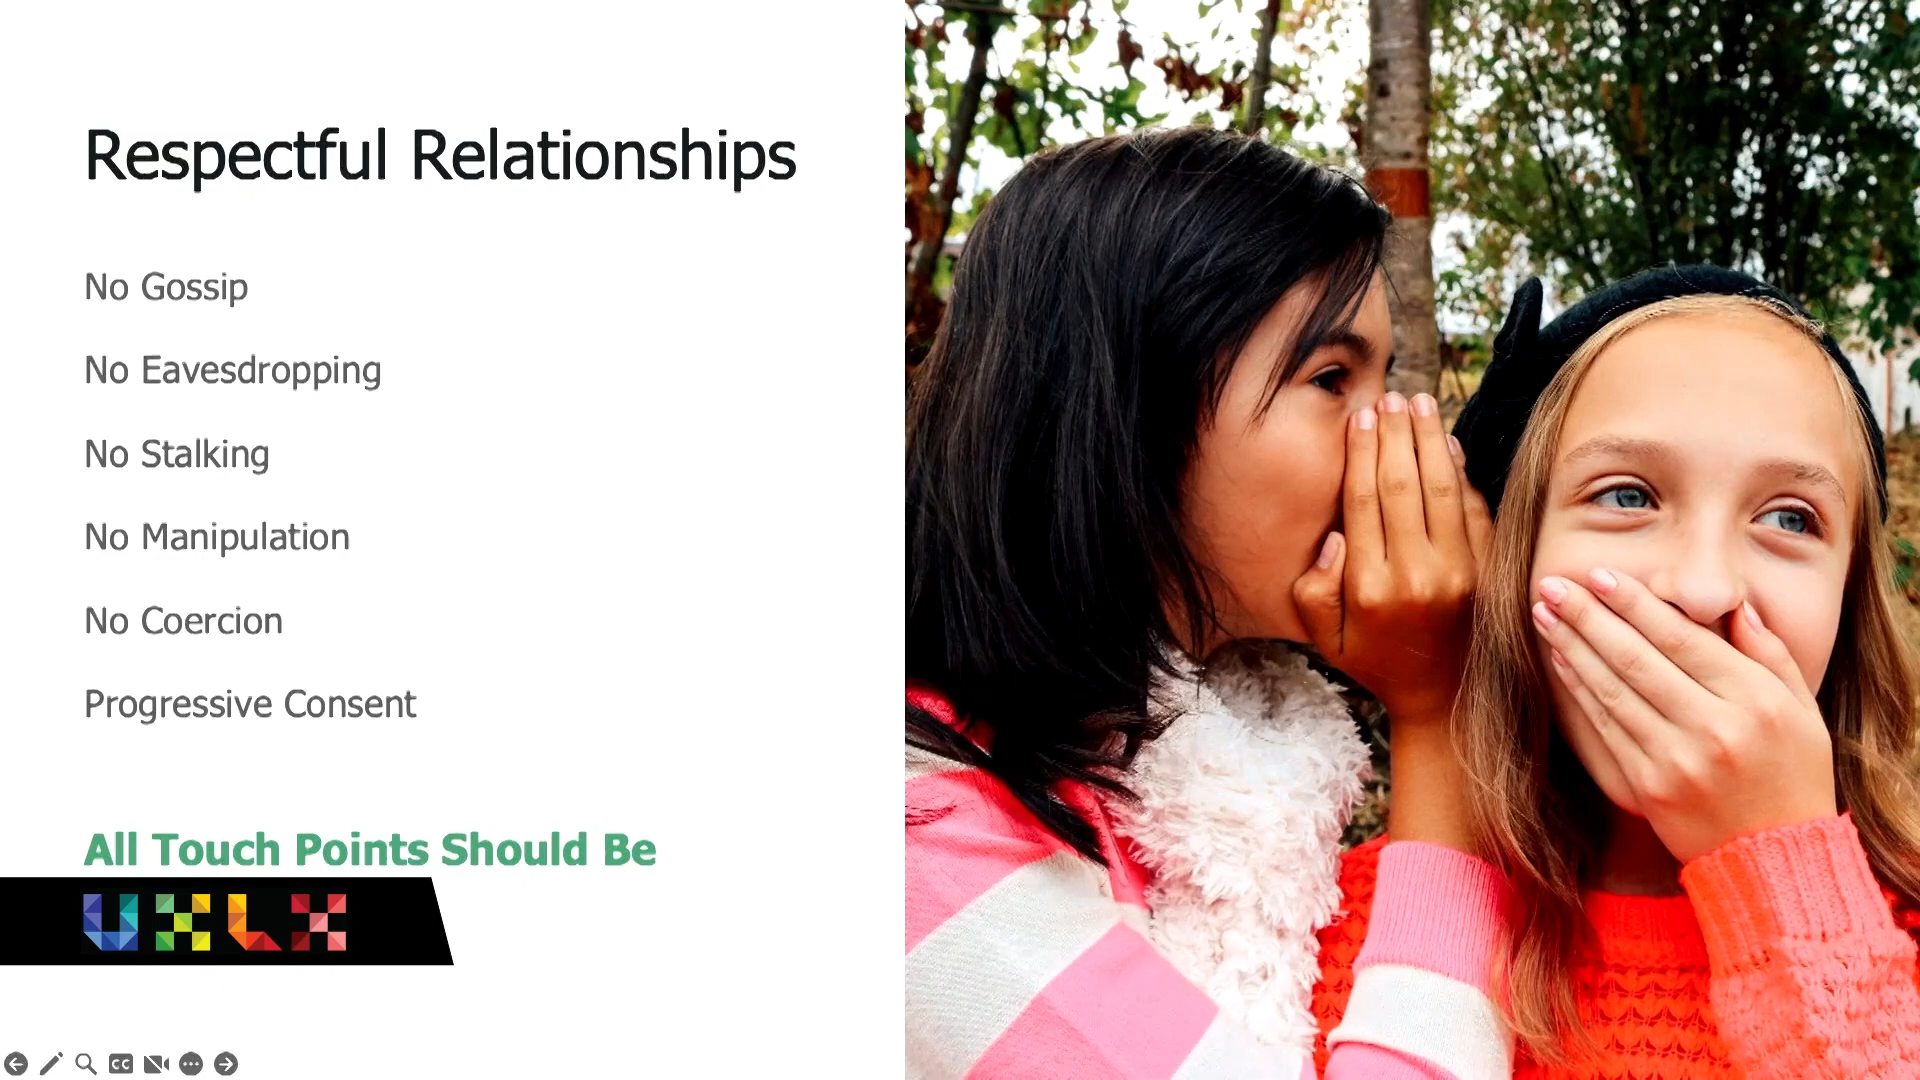 Respectful Relationships
No Gossip
No Eavesdropping
No Stalking
No Manipulation
No Coercion
Progressive Consent
All Touch Points Should Be
UXLX
CC